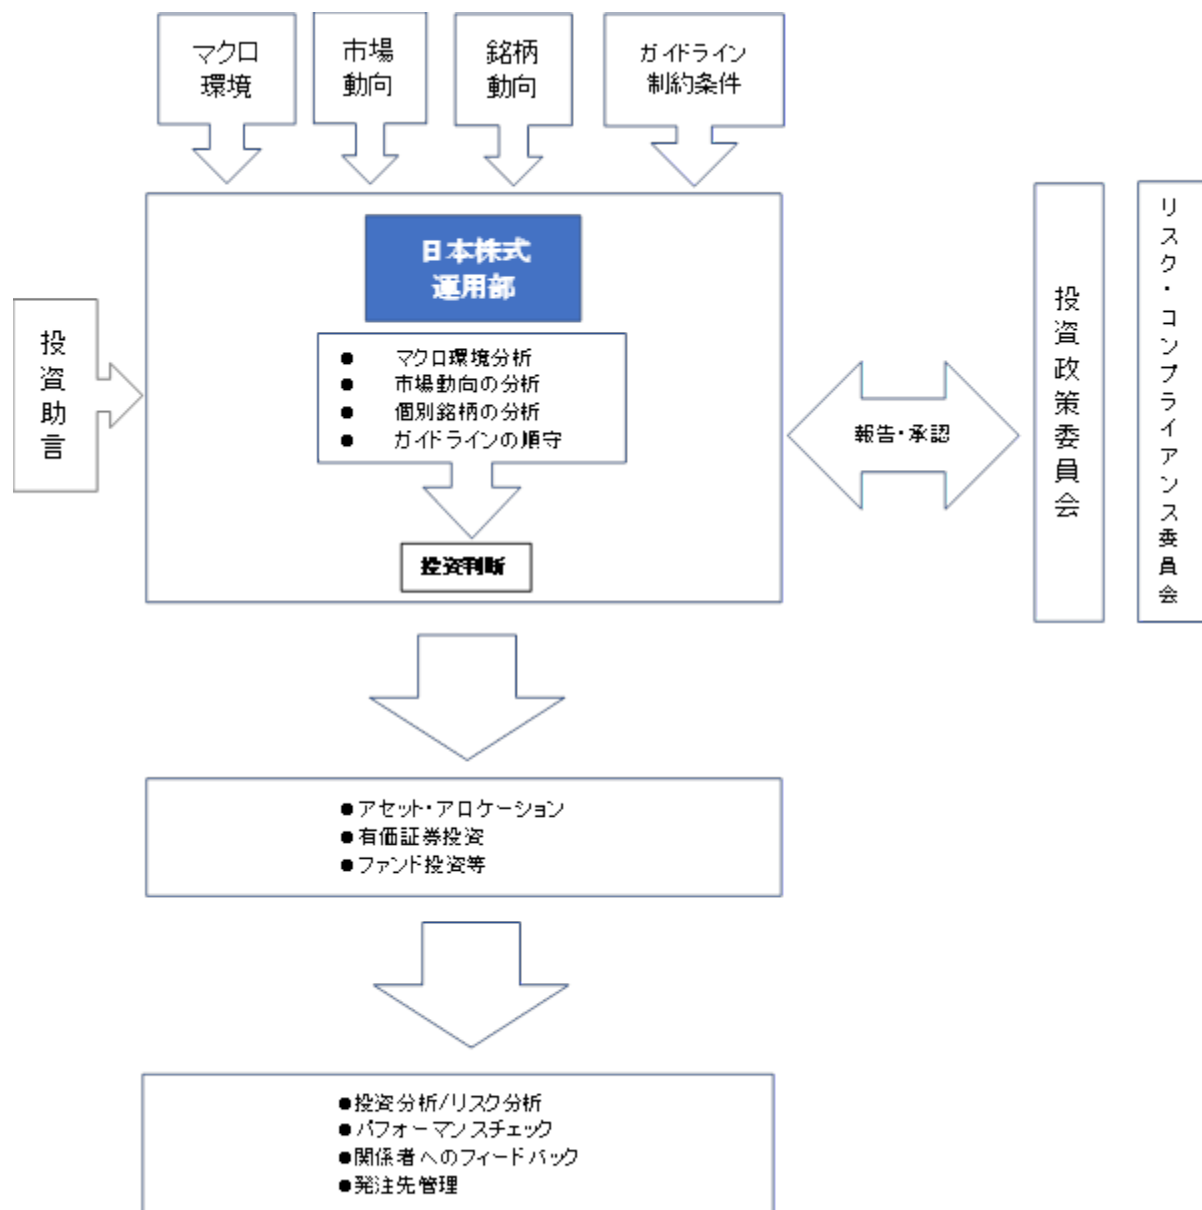 マクロ
環境
市場
動向
銘柄
動向
ガイドライン
制約条件
日本株式
運用部
投資助言
● マクロ環境分析
● 市場動向の分析
● 個別銘柄の分析
● ガイドラインの順守
投資判断
報告・承認
投資政策委員会
リスク・コンプライアンス委員会
●アセット・アロケーション
●有価証券投資
●ファンド投資等
●投資分析/リスク分析
●パフォーマンスチェック
●関係者へのフィードバック
●発注先管理